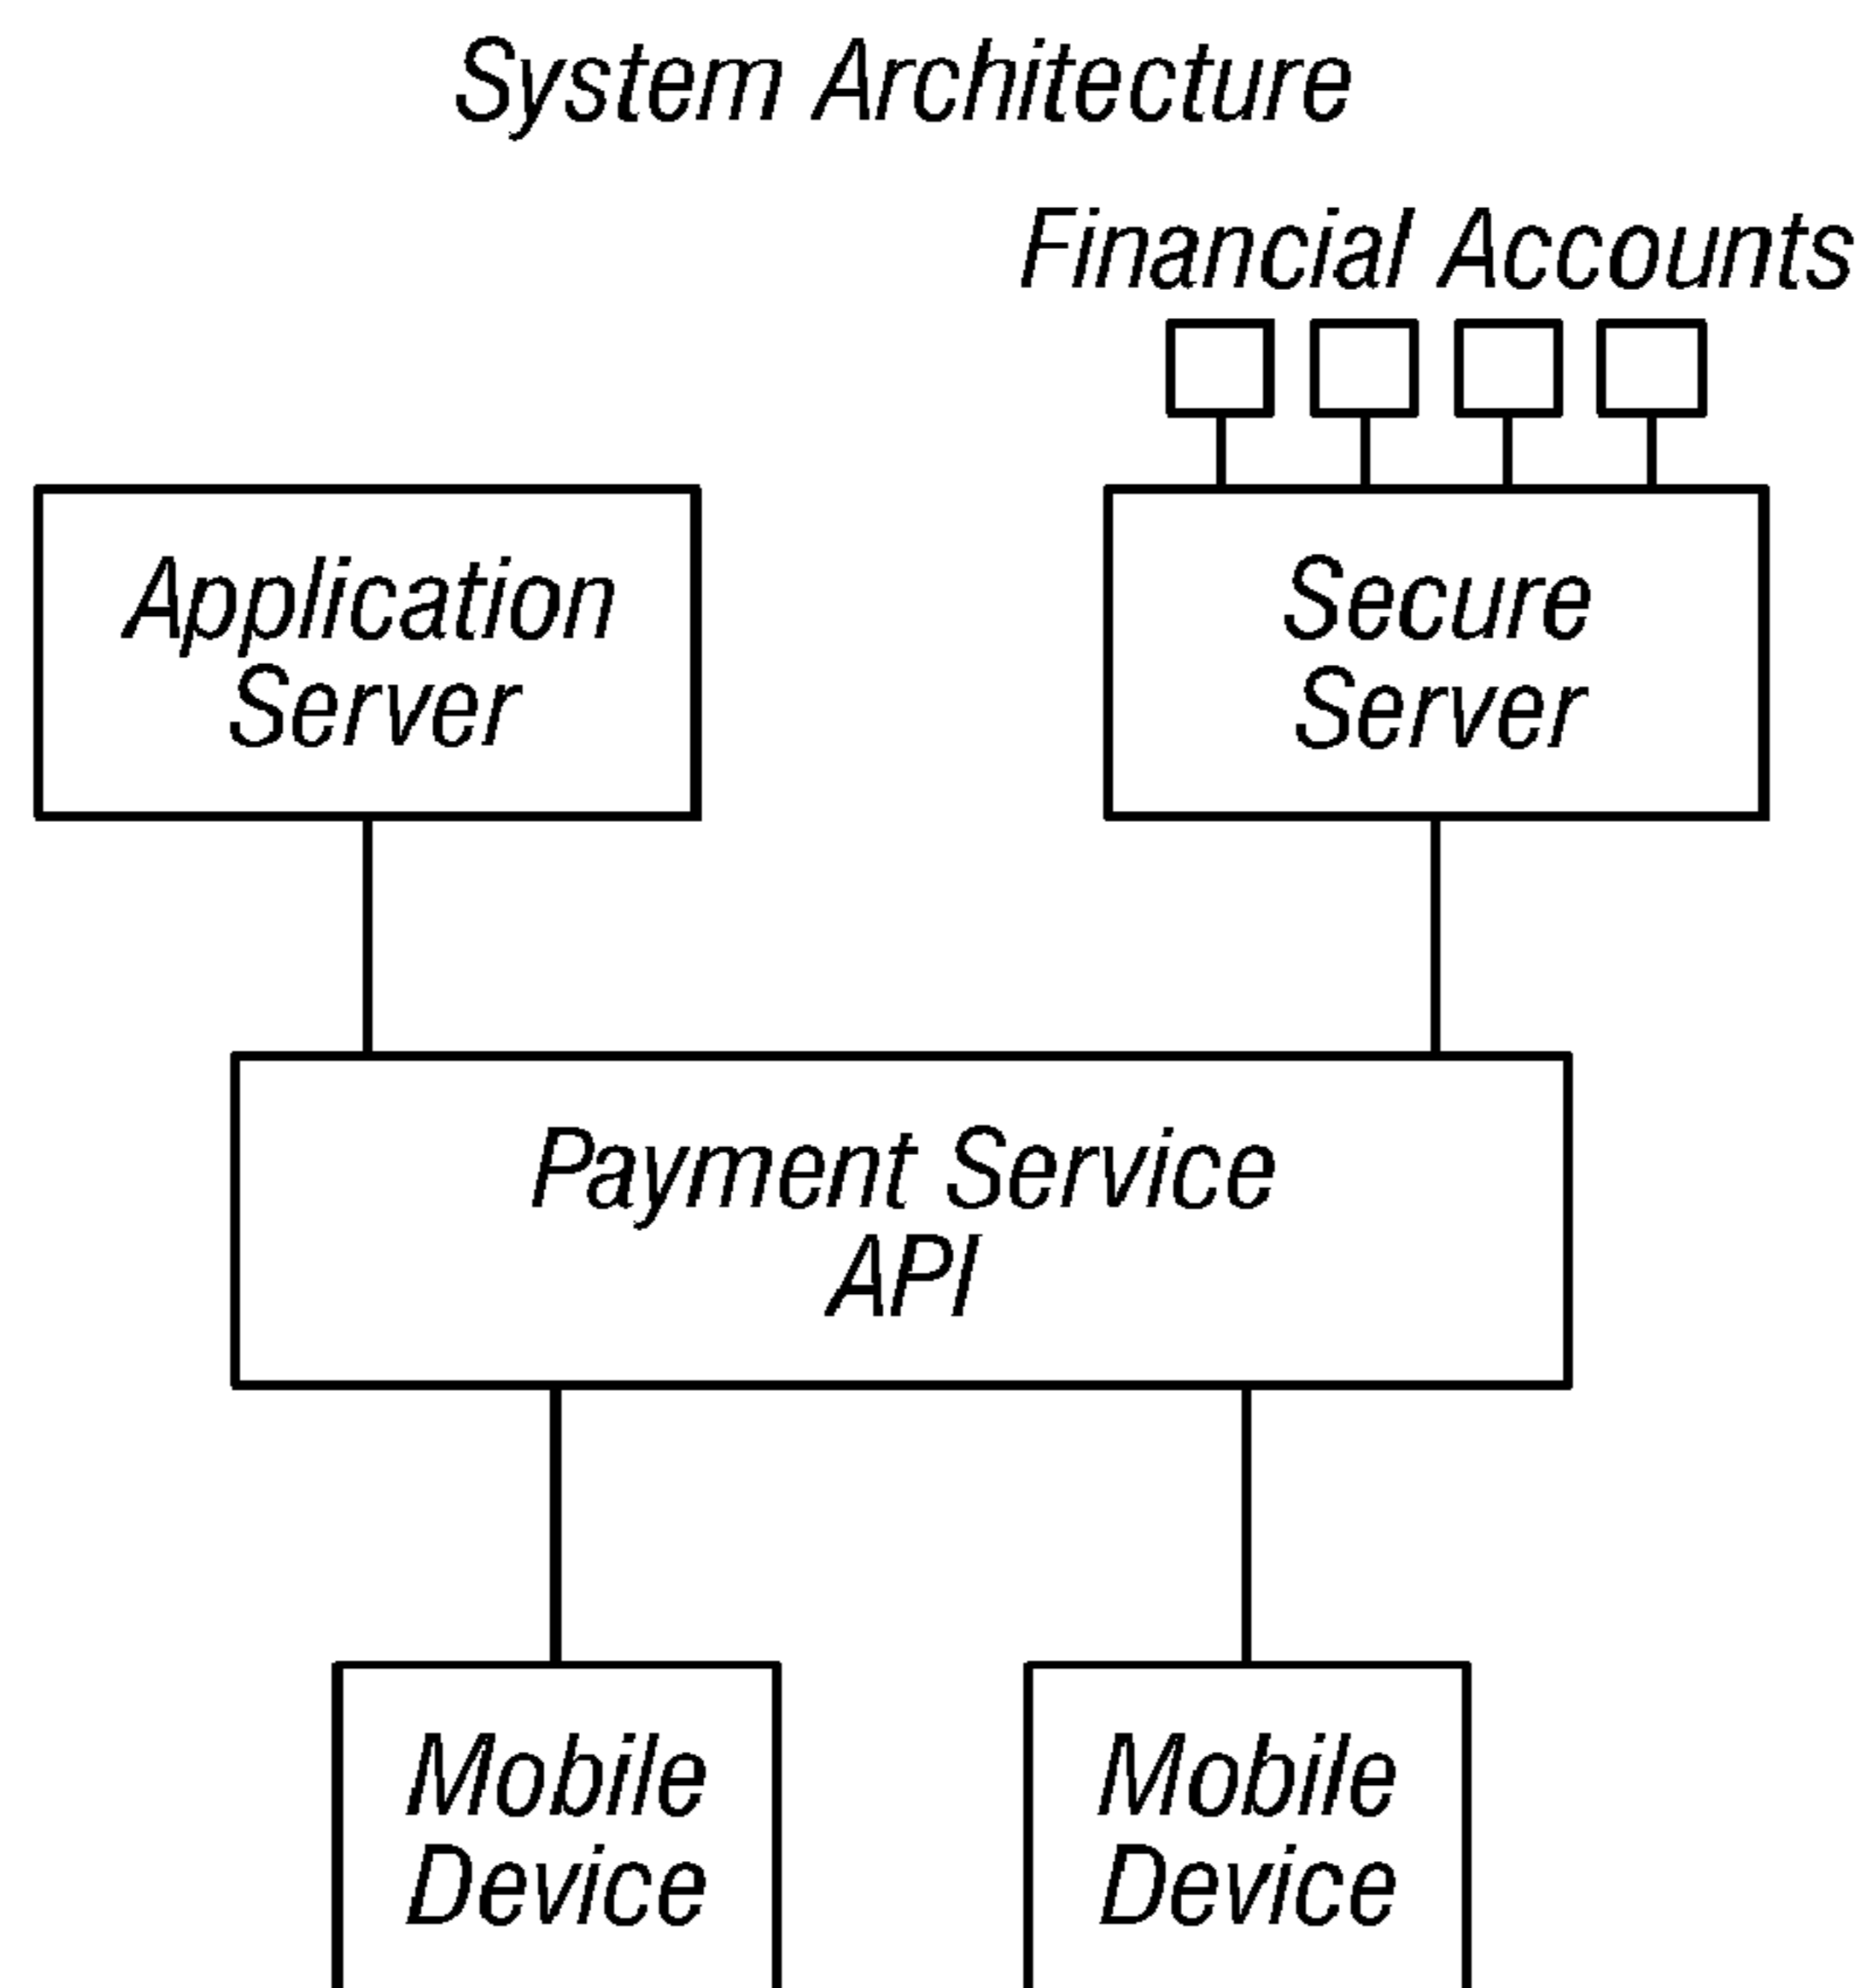 System Architecture
Financial Accounts
Application
Server
Secure
Server
Payment Service
API
Mobile
Device
Mobile
Device